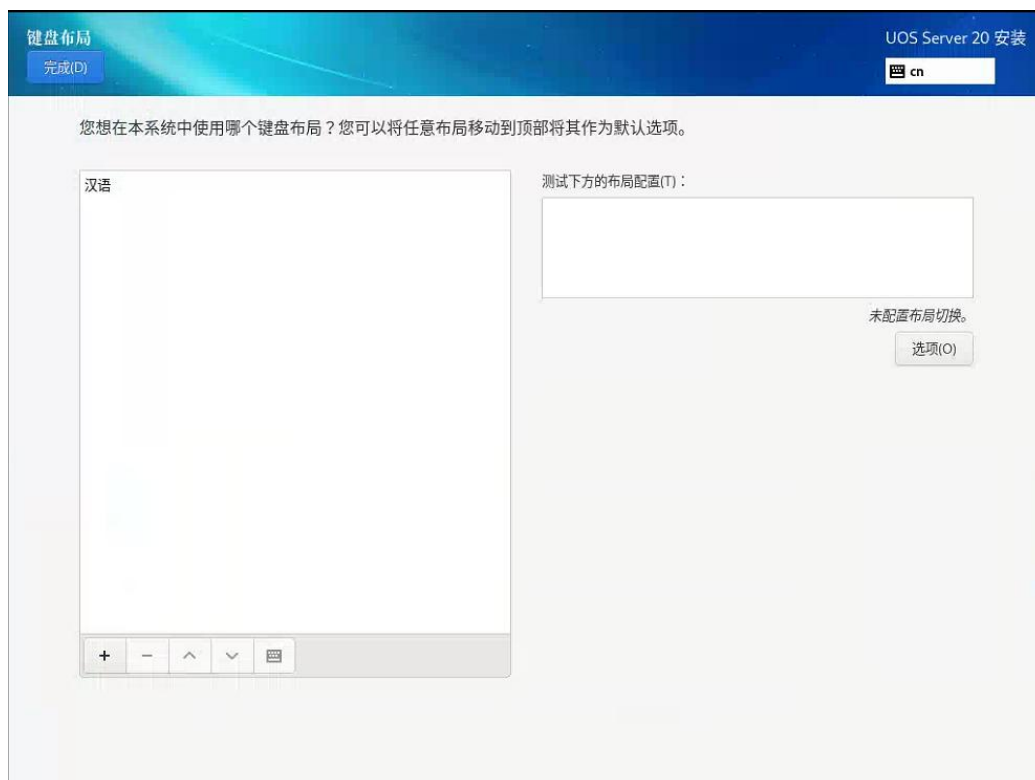 键盘布局
UOS Server 20 安装
完成(D)
cn
您想在本系统中使用哪个键盘布局？您可以将任意布局移动到顶部将其作为默认选项。
汉语
测试下方的布局配置(T)：
未配置布局切换。
选项(O)